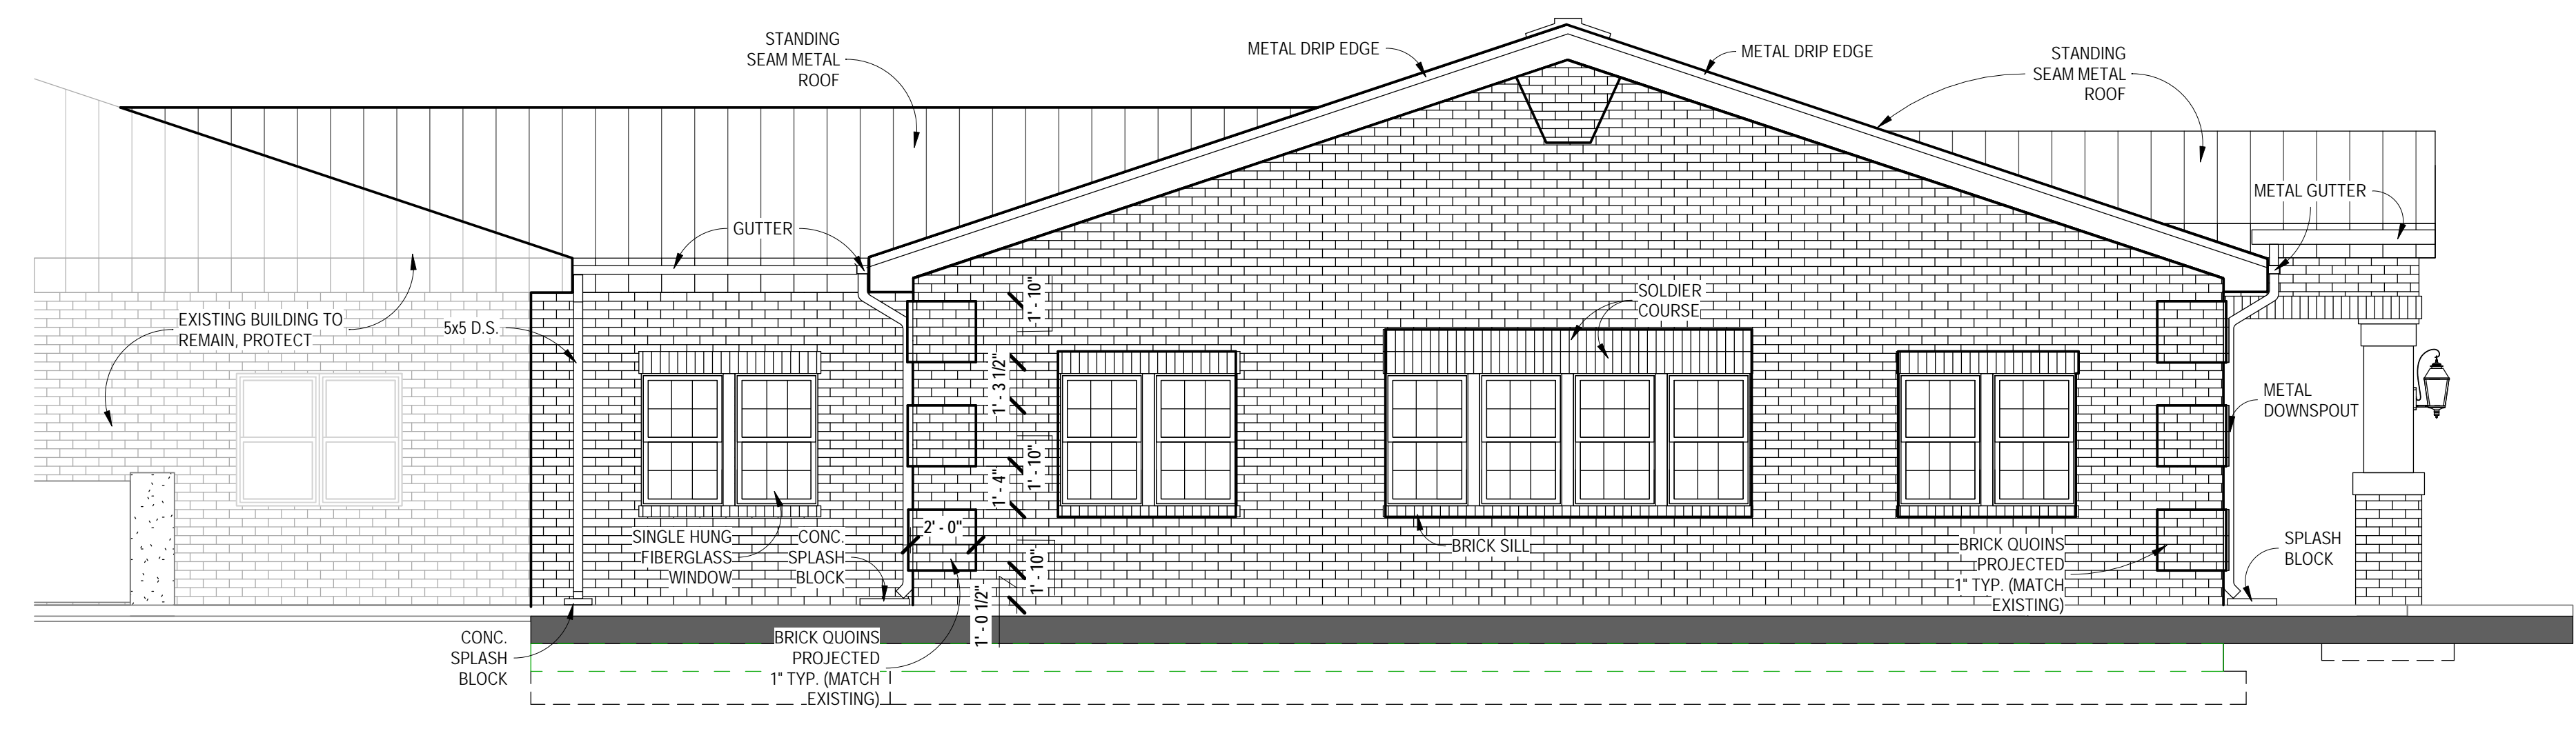 STANDING
SEAM METAL
ROOF
METAL DRIP EDGE
METAL DRIP EDGE
STANDING
SEAM METAL
ROOF
METAL GUTTER
GUTTER
EXISTING BUILDING TO
REMAIN, PROTECT
5x5 D.S.
1' - 10"
SOLDIER
COURSE
1' - 3 1/2"
METAL
DOWNSPOUT
1' - 10"
1' - 4"
2' - 0"
SINGLE HUNG
FIBERGLASS
WINDOW
CONC.
SPLASH
BLOCK
BRICK SILL
BRICK QUOINS
PROJECTED
1" TYP. (MATCH
EXISTING)
SPLASH
BLOCK
1' - 10"
1' - 0 1/2"
CONC.
SPLASH
BLOCK
BRICK QUOINS
PROJECTED
1" TYP. (MATCH
EXISTING)